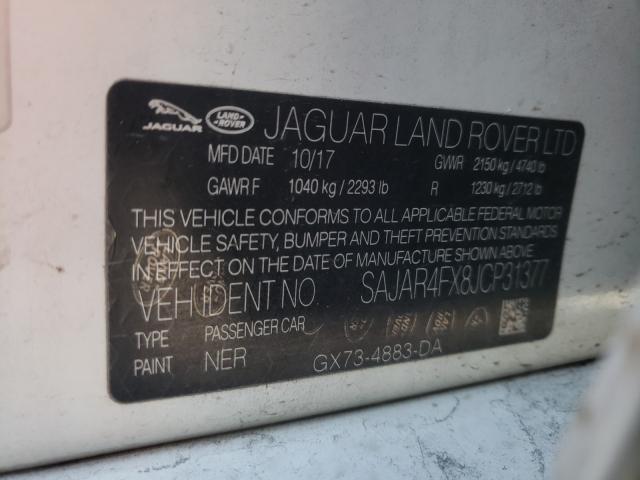 JAGUAR LAND ROVER JAGUAR LAND ROVER LTD
MFD DATE 10/17 GVWR 2150 kg / 4740 lb
GAWR F 1040 kg / 2293 lb R 1230 kg / 2712 lb
THIS VEHICLE CONFORMS TO ALL APPLICABLE FEDERAL MOTOR
VEHICLE SAFETY, BUMPER AND THEFT PREVENTION STANDARDS
IN EFFECT ON THE DATE OF MANUFACTURE SHOWN ABOVE.
VEH IDENT NO. SAJAR4FX8JCP31377
TYPE PASSENGER CAR
PAINT NER GX73-4883-DA